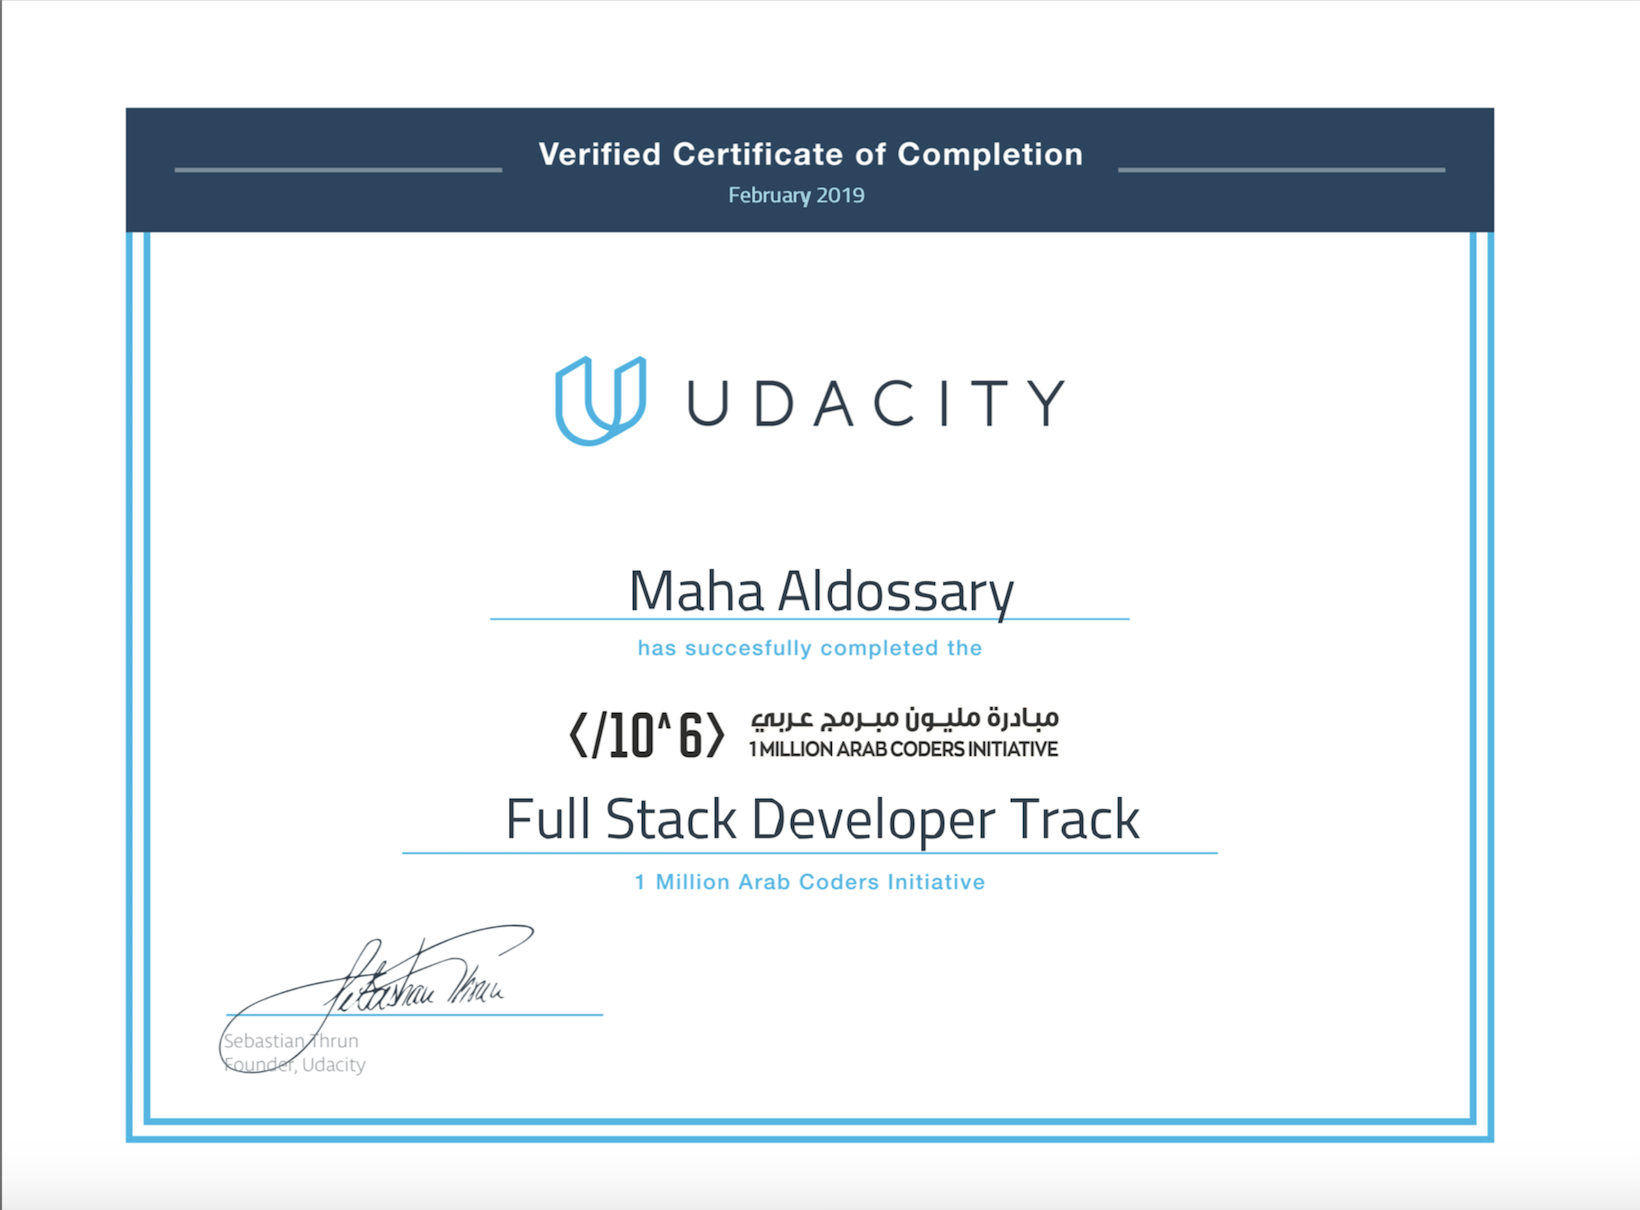 Verified Certificate of Completion
February 2019
UDACITY
Maha Aldossary
has succesfully completed the
</10^6>
مبادرة مليون مبرمج عربي
1 MILLION ARAB CODERS INITIATIVE
Full Stack Developer Track
1 Million Arab Coders Initiative
Sebastian Thrun
Sebastian Thrun
Founder, Udacity